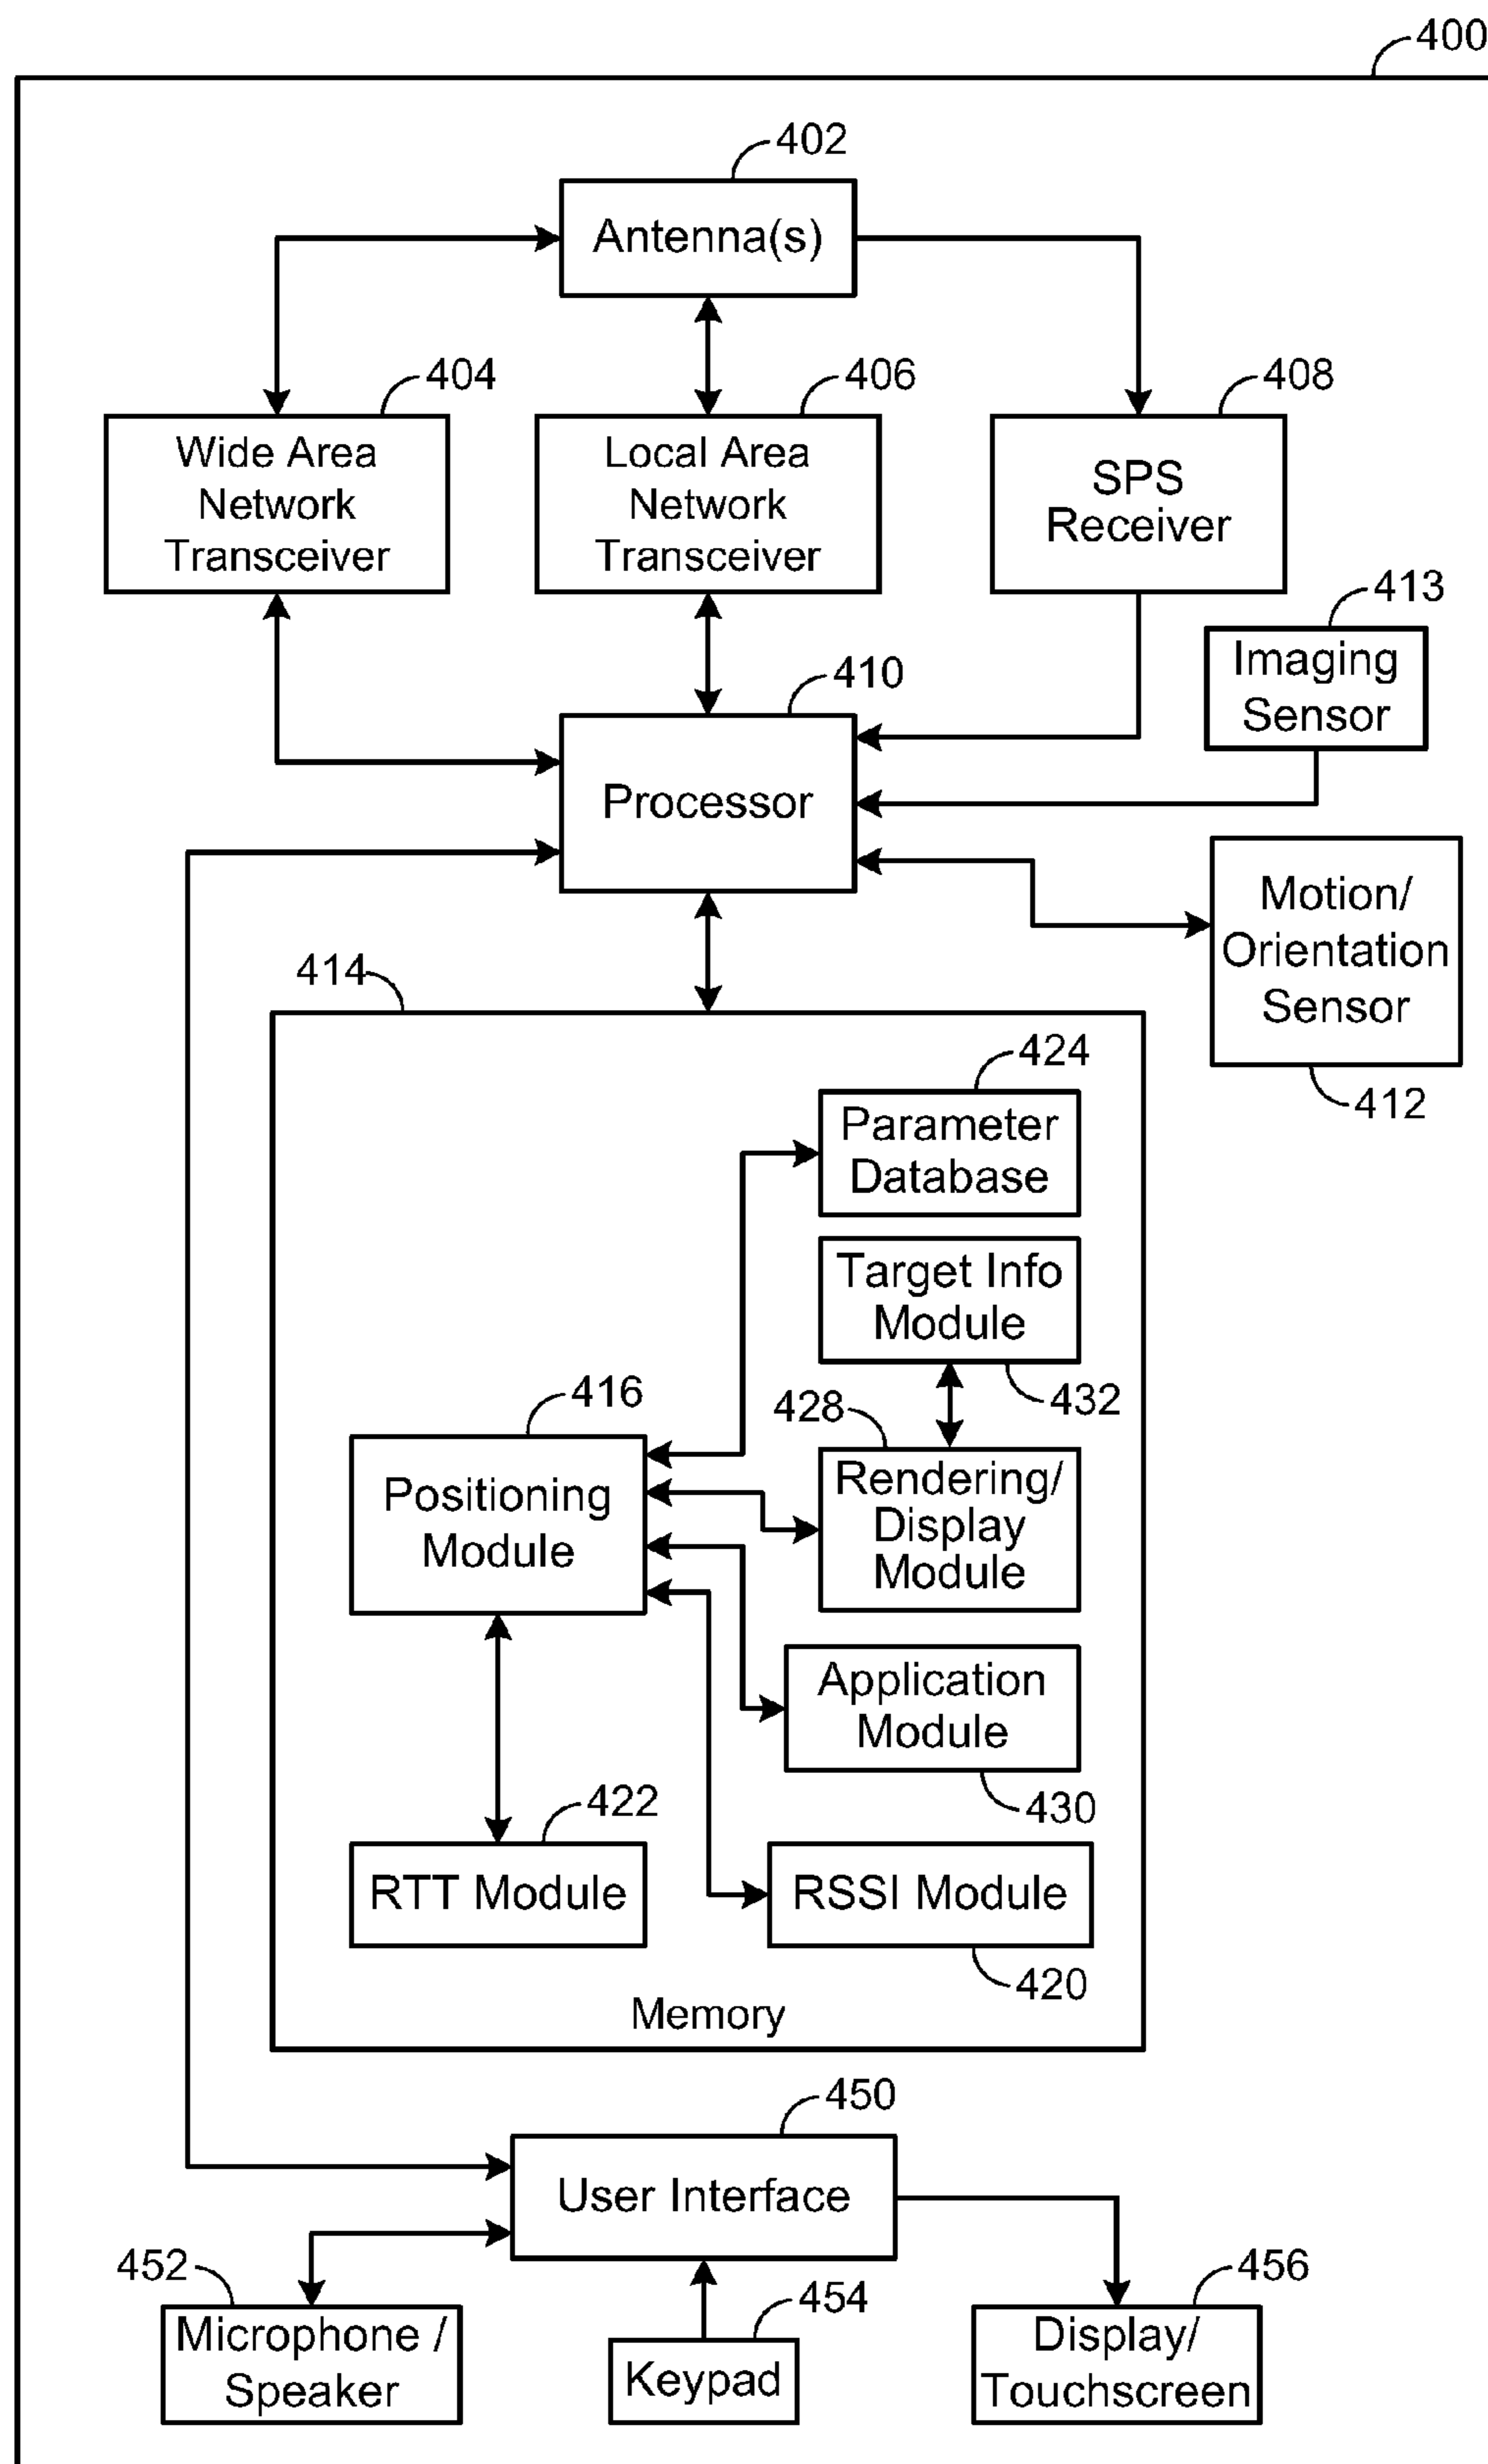 400
402
Antenna(s)
404
406
408
Wide Area
Network
Transceiver
Local Area
Network
Transceiver
SPS
Receiver
413
Imaging
Sensor
410
Processor
Motion/
Orientation
Sensor
412
414
424
Parameter
Database
Target Info
Module
432
416
428
Positioning
Module
Rendering/
Display
Module
Application
Module
430
422
RTT Module
RSSI Module
420
Memory
450
User Interface
452
454
456
Microphone /
Speaker
Keypad
Display/
Touchscreen